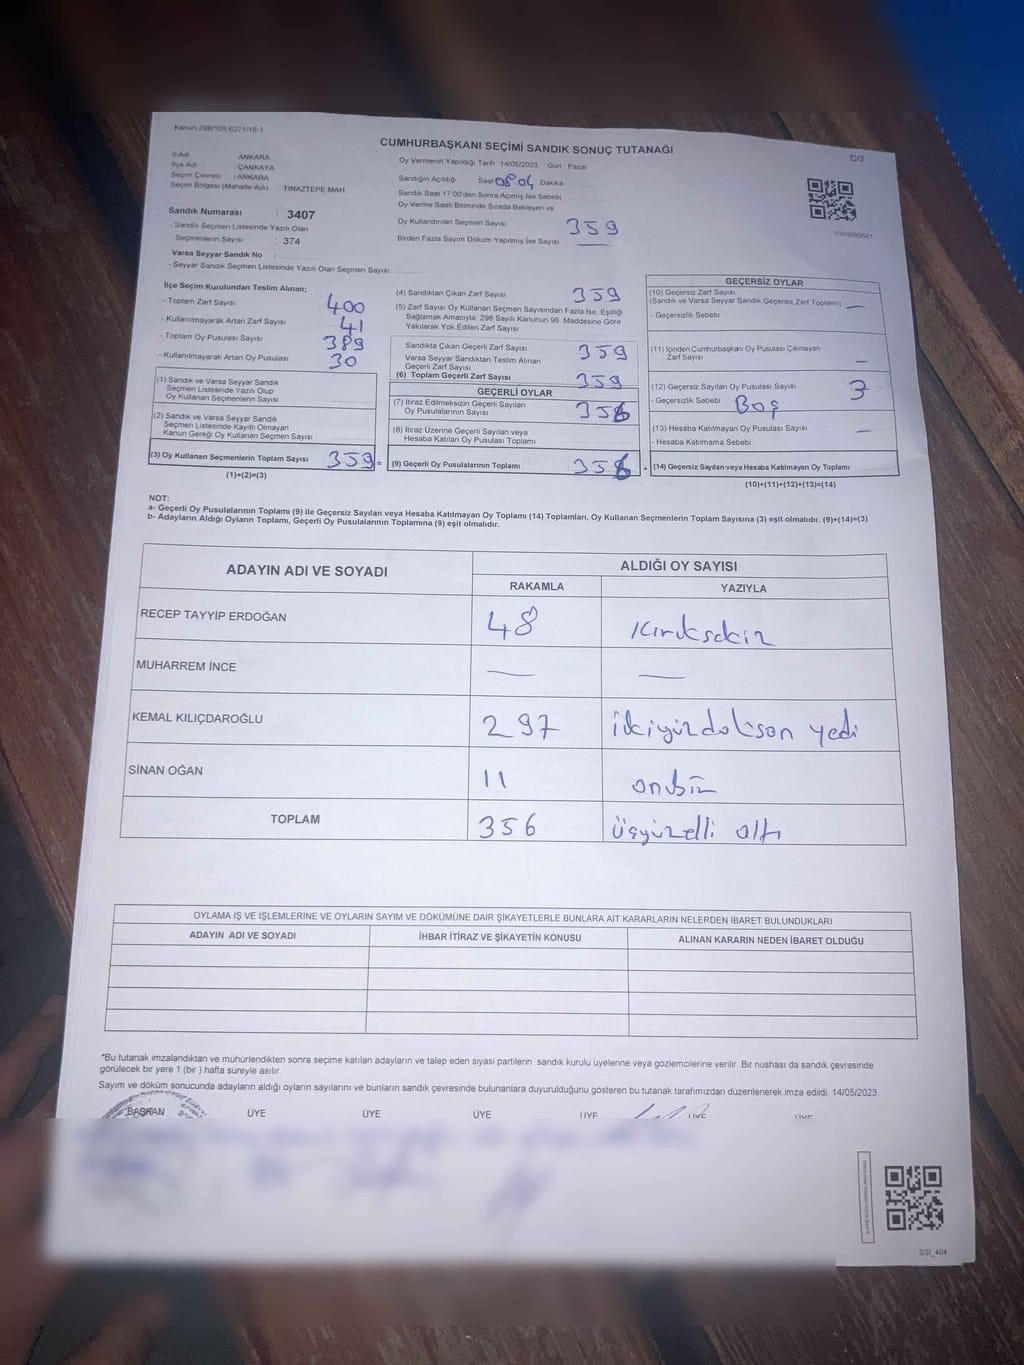 Kanun:298/105,6271/18-1
CUMHURBAŞKANI SEÇİMİ SANDIK SONUÇ TUTANAĞI
C/2
İl Adı : ANKARA
İlçe Adı : ÇANKAYA
Seçim Çevresi : ANKARA
Seçim Bölgesi (Mahalle Adı) TINAZTEPE MAH
Oy Vermenin Yapıldığı Tarih 14/05/2023 Gün : Pazar
Sandığın Açıldığı Saat 08 04 Dakika
Sandık Saat 17:00'den Sonra Açılmış İse Sebebi
Oy Verme Saati Bitiminde Sırada Bekleyen ve
Oy Kullandırılan Seçmen Sayısı 359
Birden Fazla Sayım Döküm Yapılmış İse Sayısı —
Sandık Numarası : 3407
- Sandık Seçmen Listesinde Yazılı Olan
Seçmenlerin Sayısı : 374
Varsa Seyyar Sandık No :
- Seyyar Sandık Seçmen Listesinde Yazılı Olan Seçmen Sayısı
İlçe Seçim Kurulundan Teslim Alınan;
- Toplam Zarf Sayısı 400
- Kullanılmayarak Artan Zarf Sayısı 41
- Toplam Oy Pusulası Sayısı 389
- Kullanılmayarak Artan Oy Pusulası 30
(1) Sandık ve Varsa Seyyar Sandık
Seçmen Listesinde Yazılı Olup
Oy Kullanan Seçmenlerin Sayısı
(2) Sandık ve Varsa Seyyar Sandık
Seçmen Listesinde Kayıtlı Olmayan
Kanun Gereği Oy Kullanan Seçmen Sayısı
(3) Oy Kullanan Seçmenlerin Toplam Sayısı : 359 =
(1)+(2)=(3)
(4) Sandıktan Çıkan Zarf Sayısı 359
(5) Zarf Sayısı Oy Kullanan Seçmen Sayısından Fazla İse, Eşitliği
Sağlamak Amacıyla, 298 Sayılı Kanunun 98. Maddesine Göre
Yakılarak Yok Edilen Zarf Sayısı
Sandıkta Çıkan Geçerli Zarf Sayısı 359
Varsa Seyyar Sandıktan Teslim Alınan
Geçerli Zarf Sayısı
(6) Toplam Geçerli Zarf Sayısı 359
GEÇERLİ OYLAR
(7) İtiraz Edilmeksizin Geçerli Sayılan
Oy Pusulalarının Sayısı 356
(8) İtiraz Üzerine Geçerli Sayılan veya
Hesaba Katılan Oy Pusulası Toplamı
(9) Geçerli Oy Pusulalarının Toplamı : 356 +
GEÇERSİZ OYLAR
(10) Geçersiz Zarf Sayısı
(Sandık ve Varsa Seyyar Sandık Geçersiz Zarf Toplamı) —
- Geçersizlik Sebebi :
(11) İçinden Cumhurbaşkanı Oy Pusulası Çıkmayan
Zarf Sayısı —
(12) Geçersiz Sayılan Oy Pusulası Sayısı 3
- Geçersizlik Sebebi Boş
(13) Hesaba Katılmayan Oy Pusulası Sayısı —
- Hesaba Katılmama Sebebi :
(14) Geçersiz Sayılan veya Hesaba Katılmayan Oy Toplamı
(10)+(11)+(12)+(13)=(14)
NOT:
a- Geçerli Oy Pusulalarının Toplamı (9) ile Geçersiz Sayılan veya Hesaba Katılmayan Oy Toplamı (14) Toplamları, Oy Kullanan Seçmenlerin Toplam Sayısına (3) eşit olmalıdır. (9)+(14)=(3)
b- Adayların Aldığı Oyların Toplamı, Geçerli Oy Pusulalarının Toplamına (9) eşit olmalıdır.
ADAYIN ADI VE SOYADI ALDIĞI OY SAYISI
RAKAMLA YAZIYLA
RECEP TAYYİP ERDOĞAN 48 Kırksekiz
MUHARREM İNCE — —
KEMAL KILIÇDAROĞLU 297 ikiyüzdokson yedi
SİNAN OĞAN 11 onbir
TOPLAM 356 üçyüzelli altı
OYLAMA İŞ VE İŞLEMLERİNE VE OYLARIN SAYIM VE DÖKÜMÜNE DAİR ŞİKAYETLERLE BUNLARA AİT KARARLARIN NELERDEN İBARET BULUNDUKLARI
ADAYIN ADI VE SOYADI İHBAR İTİRAZ VE ŞİKAYETİN KONUSU ALINAN KARARIN NEDEN İBARET OLDUĞU
*Bu tutanak imzalandıktan ve mühürlendikten sonra seçime katılan adayların ve talep eden siyasi partilerin sandık kurulu üyelerine veya gözlemcilerine verilir. Bir nüshası da sandık çevresinde
görülecek bir yere 1 (bir ) hafta süreyle asılır.
Sayım ve döküm sonucunda adayların aldığı oyların sayılarını ve bunların sandık çevresinde bulunanlara duyurulduğunu gösteren bu tutanak tarafımızdan düzenlenerek imza edildi. 14/05/2023
BAŞKAN ÜYE ÜYE ÜYE ÜYE ÜYE ÜYE
SSI_404